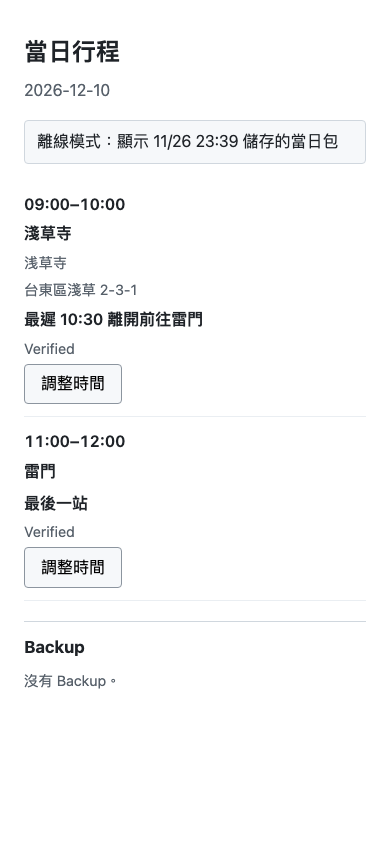 當日行程
2026-12-10
離線模式：顯示 11/26 23:39 儲存的當日包
09:00–10:00
淺草寺
浅草寺
台東區淺草 2-3-1
最遲 10:30 離開前往雷門
Verified
調整時間
11:00–12:00
雷門
最後一站
Verified
調整時間
Backup
沒有 Backup。